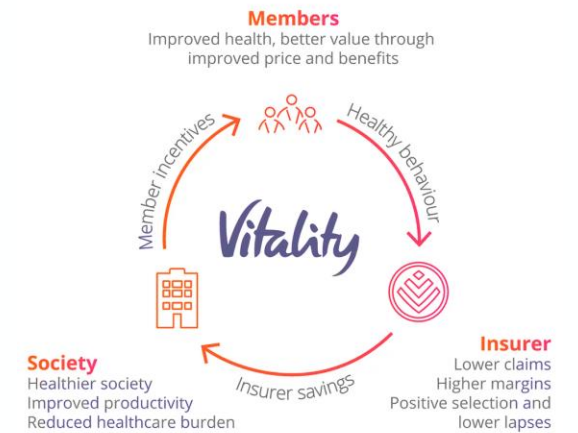 Members
Improved health, better value through
improved price and benefits
Member incentives
Healthy behaviour
Vitality
Society
Healthier society
Improved productivity
Reduced healthcare burden
Insurer savings
Insurer
Lower claims
Higher margins
Positive selection and
lower lapses